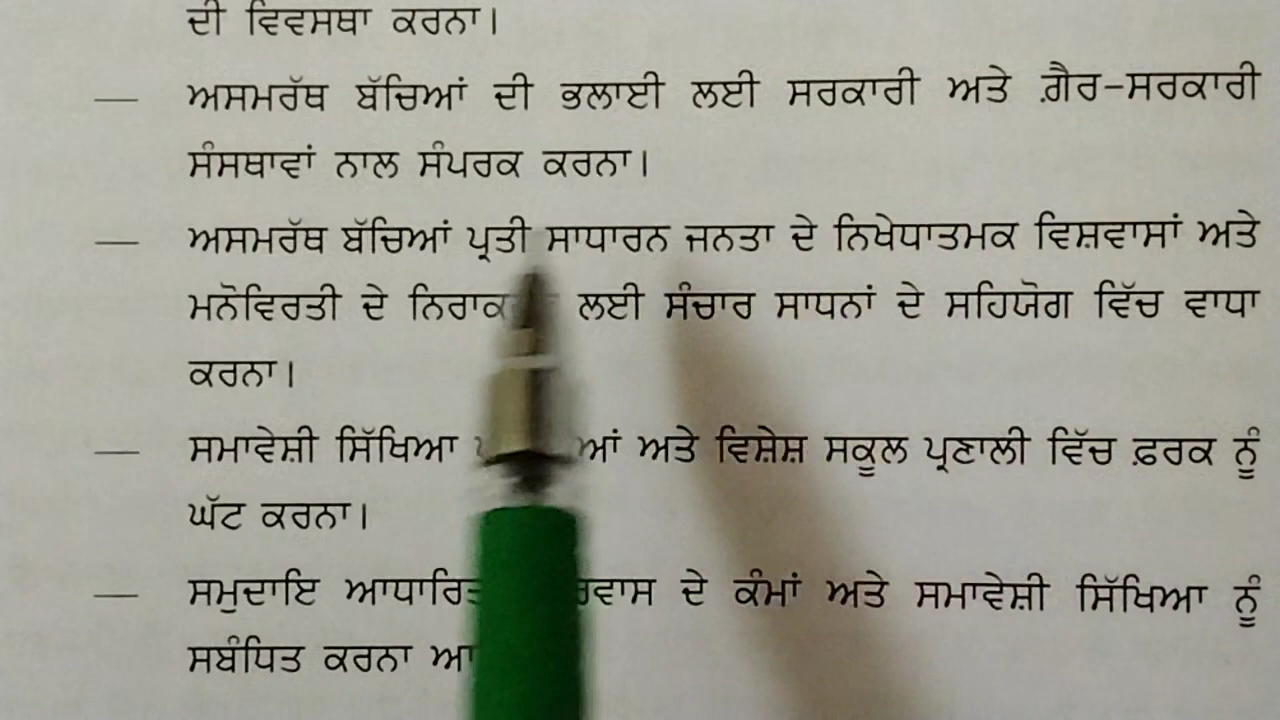 ਦੀ ਵਿਵਸਥਾ ਕਰਨਾ।
— ਅਸਮਰੱਥ ਬੱਚਿਆਂ ਦੀ ਭਲਾਈ ਲਈ ਸਰਕਾਰੀ ਅਤੇ ਗ਼ੈਰ-ਸਰਕਾਰੀ
ਸੰਸਥਾਵਾਂ ਨਾਲ ਸੰਪਰਕ ਕਰਨਾ।
— ਅਸਮਰੱਥ ਬੱਚਿਆਂ ਪ੍ਰਤੀ ਸਾਧਾਰਨ ਜਨਤਾ ਦੇ ਨਿਖੇਧਾਤਮਕ ਵਿਸ਼ਵਾਸਾਂ ਅਤੇ
ਮਨੋਵਿਰਤੀ ਦੇ ਲਈ ਸੰਚਾਰ ਸਾਧਨਾਂ ਦੇ ਸਹਿਯੋਗ ਵਿੱਚ ਵਾਧਾ
ਕਰਨਾ।
— ਸਮਾਵੇਸ਼ੀ ਸਿੱਖਿਆ ਅਤੇ ਵਿਸ਼ੇਸ਼ ਸਕੂਲ ਪ੍ਰਣਾਲੀ ਵਿੱਚ ਫ਼ਰਕ ਨੂੰ
ਘੱਟ ਕਰਨਾ।
— ਸਮੁਦਾਇ ਦੇ ਕੰਮਾਂ ਅਤੇ ਸਮਾਵੇਸ਼ੀ ਸਿੱਖਿਆ ਨੂੰ
ਸਬੰਧਿਤ ਕਰਨਾ